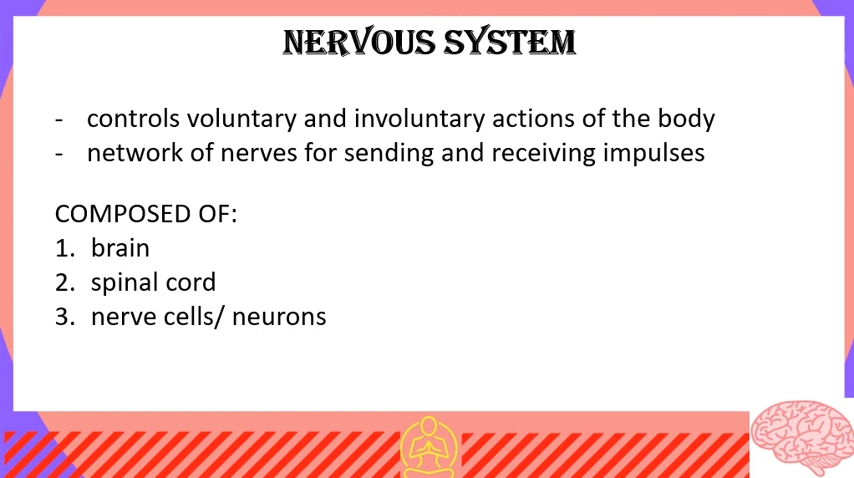 NERVOUS SYSTEM
- controls voluntary and involuntary actions of the body
- network of nerves for sending and receiving impulses
COMPOSED OF:
1. brain
2. spinal cord
3. nerve cells/ neurons